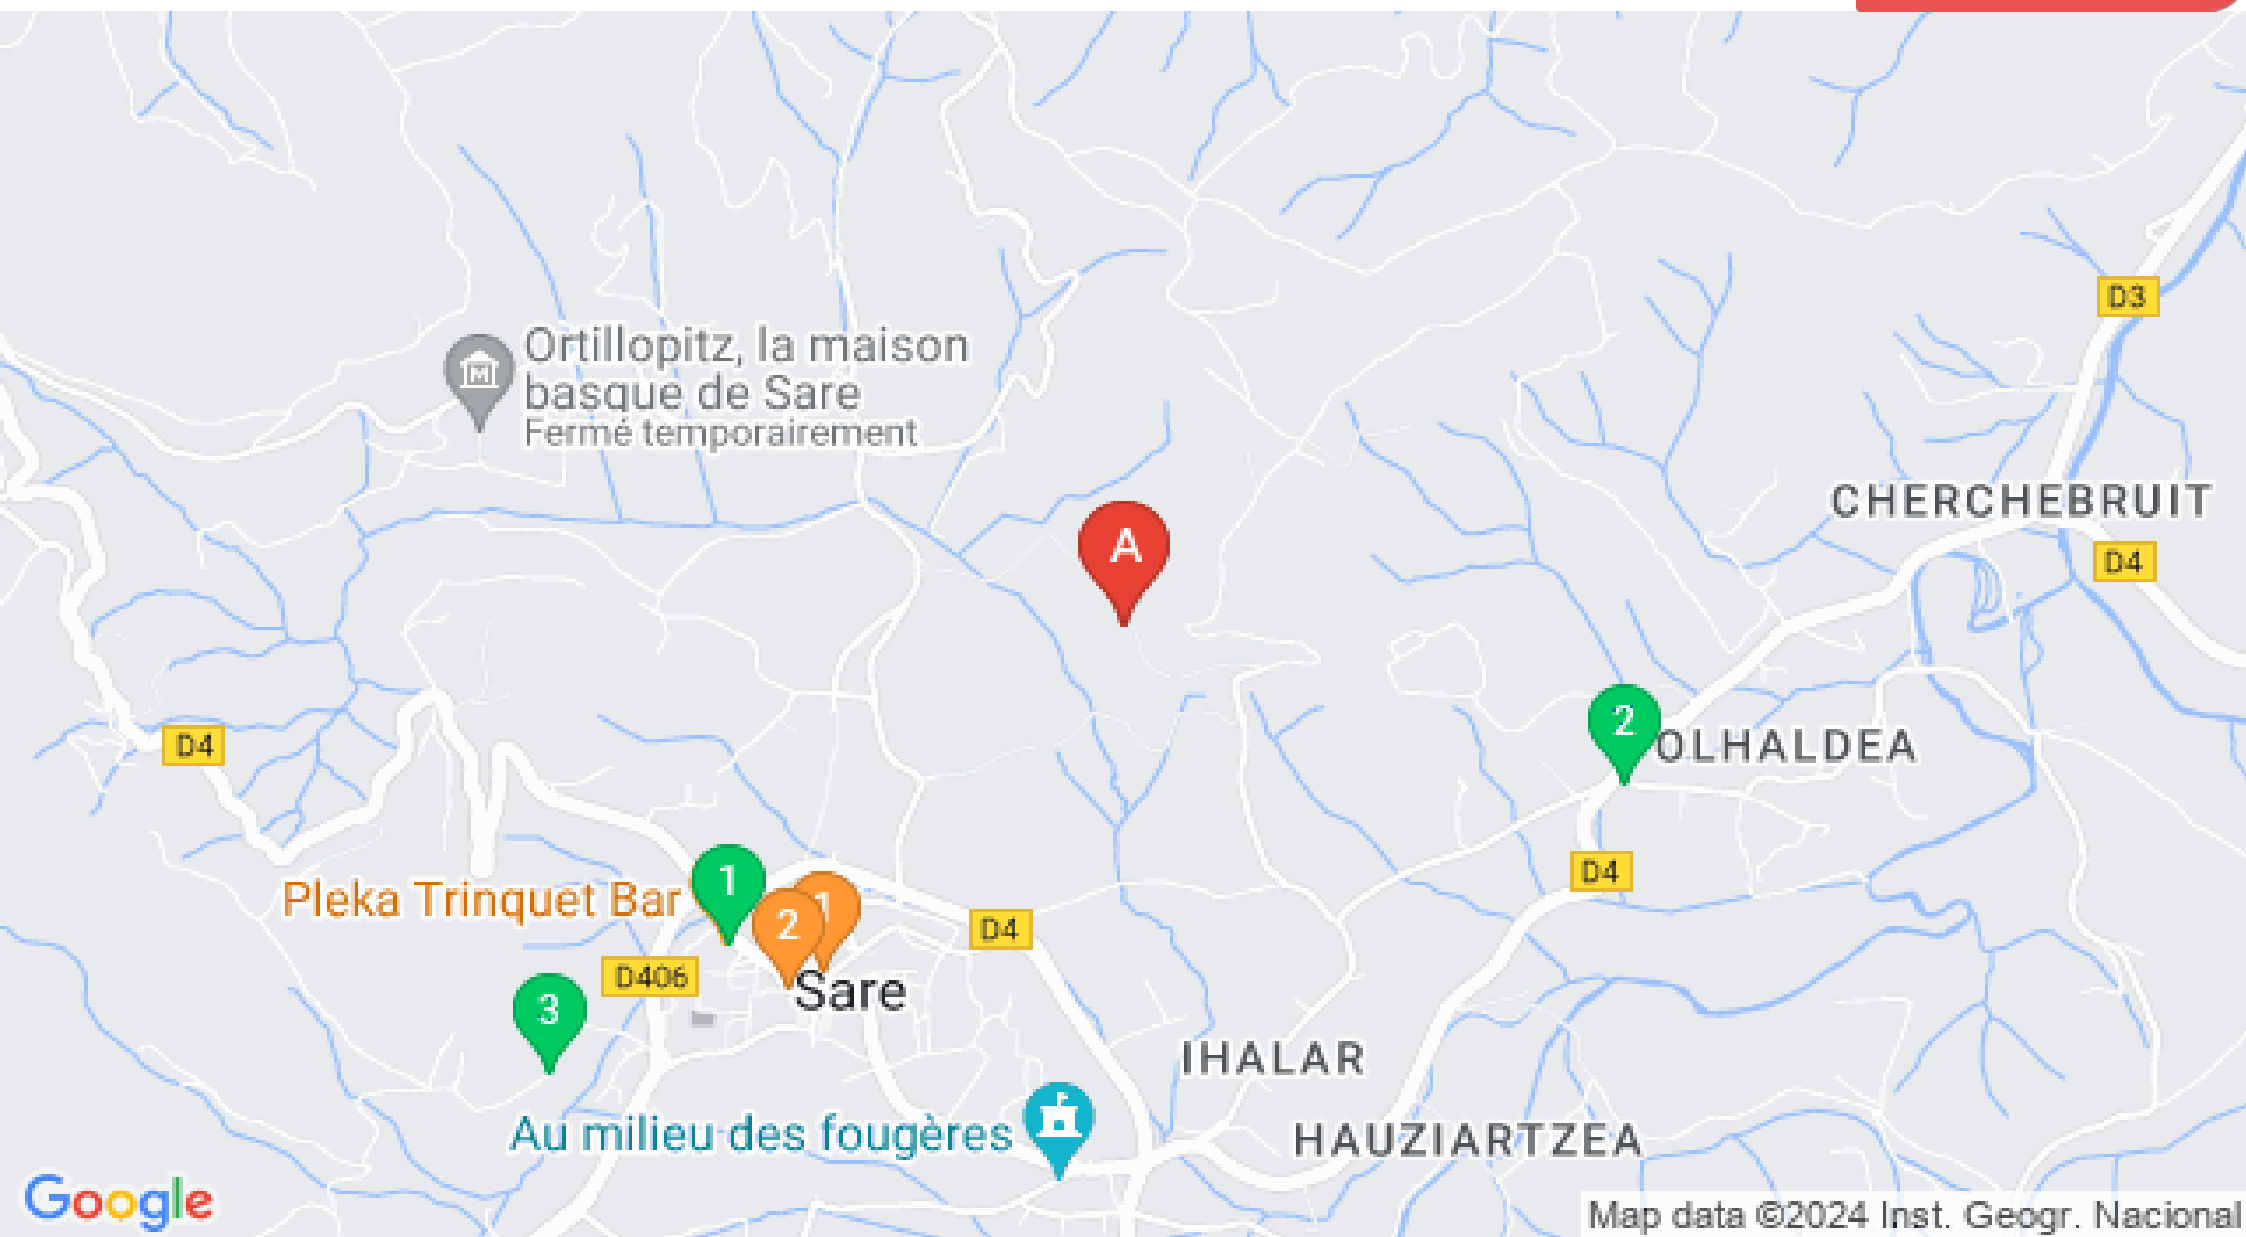 Ortillopitz, la maison
basque de Sare
Fermé temporairement
D3
CHERCHEBRUIT
A
D4
2
OLHALDEA
D4
D4
1
Pleka Trinquet Bar
1
2
D4
D406
Sare
3
IHALAR
Au milieu des fougères
HAUZIARTZEA
Google
Map data ©2024 Inst. Geogr. Nacional